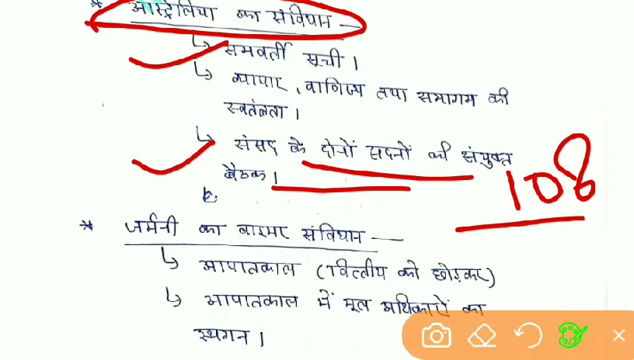 * आस्ट्रेलिया का संविधान —
↳ समवर्ती सूची ।
↳ व्यापार, वाणिज्य तथा समागम की
स्वतंत्रता ।
↳ संसद के दोनों सदनों की संयुक्त
बैठक । 108
* जर्मनी का वाइमर संविधान —
↳ आपातकाल (वित्तीय को छोड़कर)
↳ आपातकाल में मूल अधिकारों का
स्थगन ।